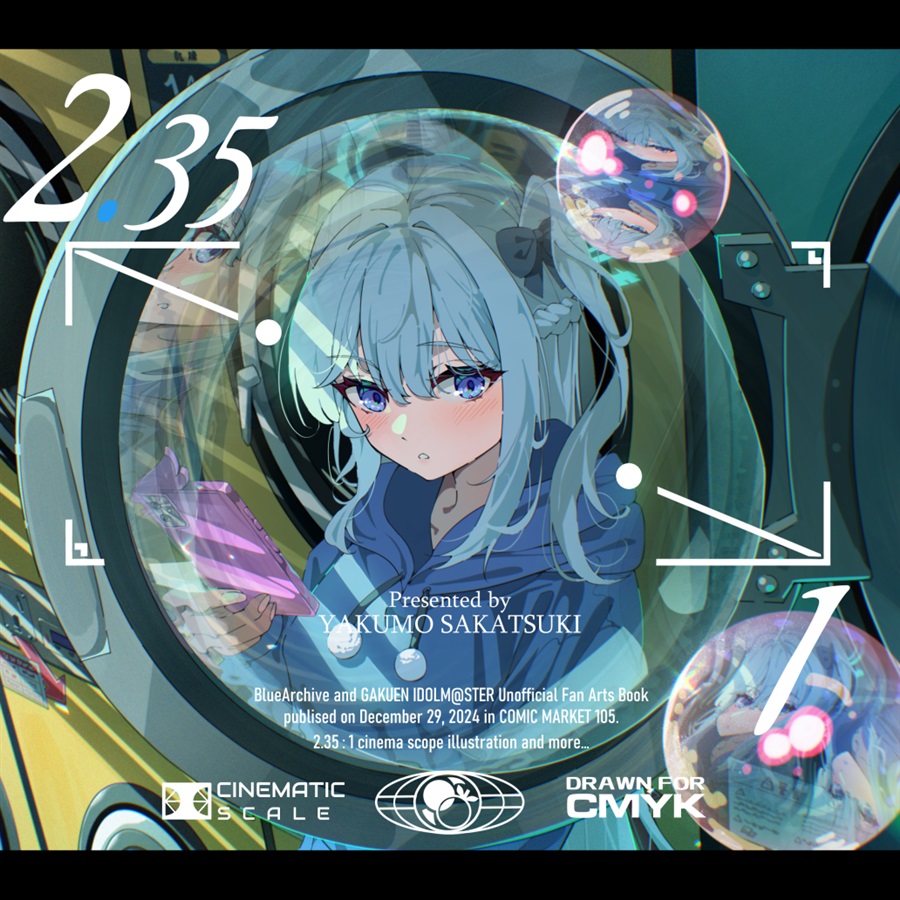 2.35
1
Presented by
YAKUMO SAKATSUKI
BlueArchive and GAKUEN IDOLM@STER Unofficial Fan Arts Book
publised on December 29, 2024 in COMIC MARKET 105.
2.35 : 1 cinema scope illustration and more...
CINEMATIC
SCALE
DRAWN FOR
CMYK